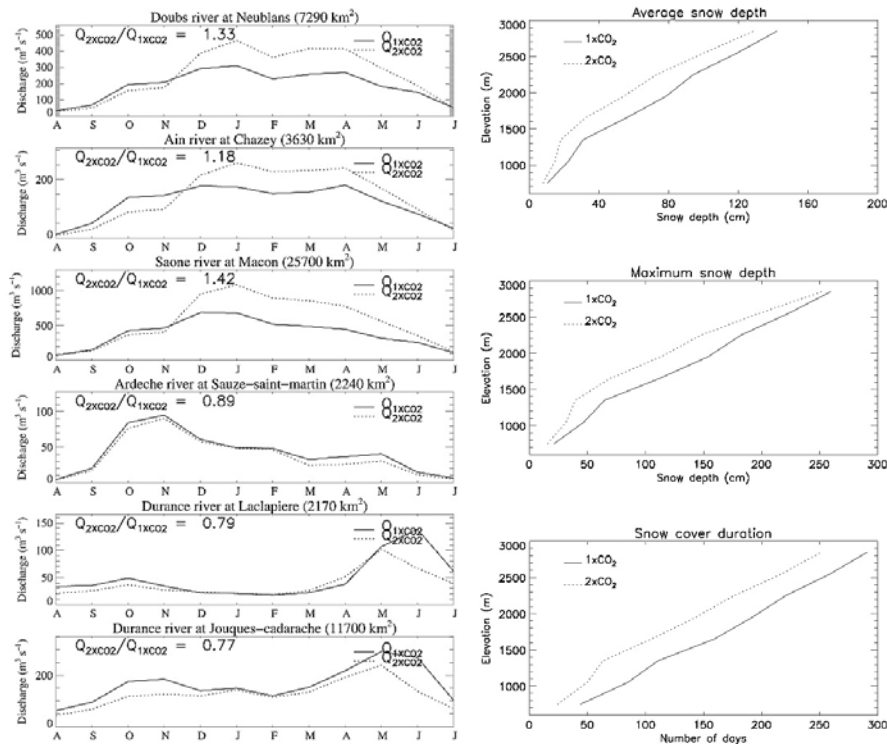 Doubs river at Neublans (7290 km²)
Q2XCO2/Q1XCO2 = 1.33
Q1XCO2
Q2XCO2
Discharge (m³ s⁻¹)
500
400
300
200
100
0
A S O N D J F M A M J J
Ain river at Chazey (3630 km²)
Q2XCO2/Q1XCO2 = 1.18
Q1XCO2
Q2XCO2
Discharge (m³ s⁻¹)
200
0
A S O N D J F M A M J J
Saone river at Macon (25700 km²)
Q2XCO2/Q1XCO2 = 1.42
Q1XCO2
Q2XCO2
Discharge (m³ s⁻¹)
1000
500
0
A S O N D J F M A M J J
Ardeche river at Sauze-saint-martin (2240 km²)
Q2XCO2/Q1XCO2 = 0.89
Q1XCO2
Q2XCO2
Discharge (m³ s⁻¹)
100
50
0
A S O N D J F M A M J J
Durance river at Laclapiere (2170 km²)
Q2XCO2/Q1XCO2 = 0.79
Q1XCO2
Q2XCO2
Discharge (m³ s⁻¹)
150
100
50
0
A S O N D J F M A M J J
Durance river at Jouques-cadarache (11700 km²)
Q2XCO2/Q1XCO2 = 0.77
Q1XCO2
Q2XCO2
Discharge (m³ s⁻¹)
200
0
A S O N D J F M A M J J
Average snow depth
1xCO₂
2xCO₂
Elevation (m)
3000
2500
2000
1500
1000
0 40 80 120 160 200
Snow depth (cm)
Maximum snow depth
1xCO₂
2xCO₂
Elevation (m)
3000
2500
2000
1500
1000
0 50 100 150 200 250 300
Snow depth (cm)
Snow cover duration
1xCO₂
2xCO₂
Elevation (m)
3000
2500
2000
1500
1000
0 50 100 150 200 250 300
Number of days